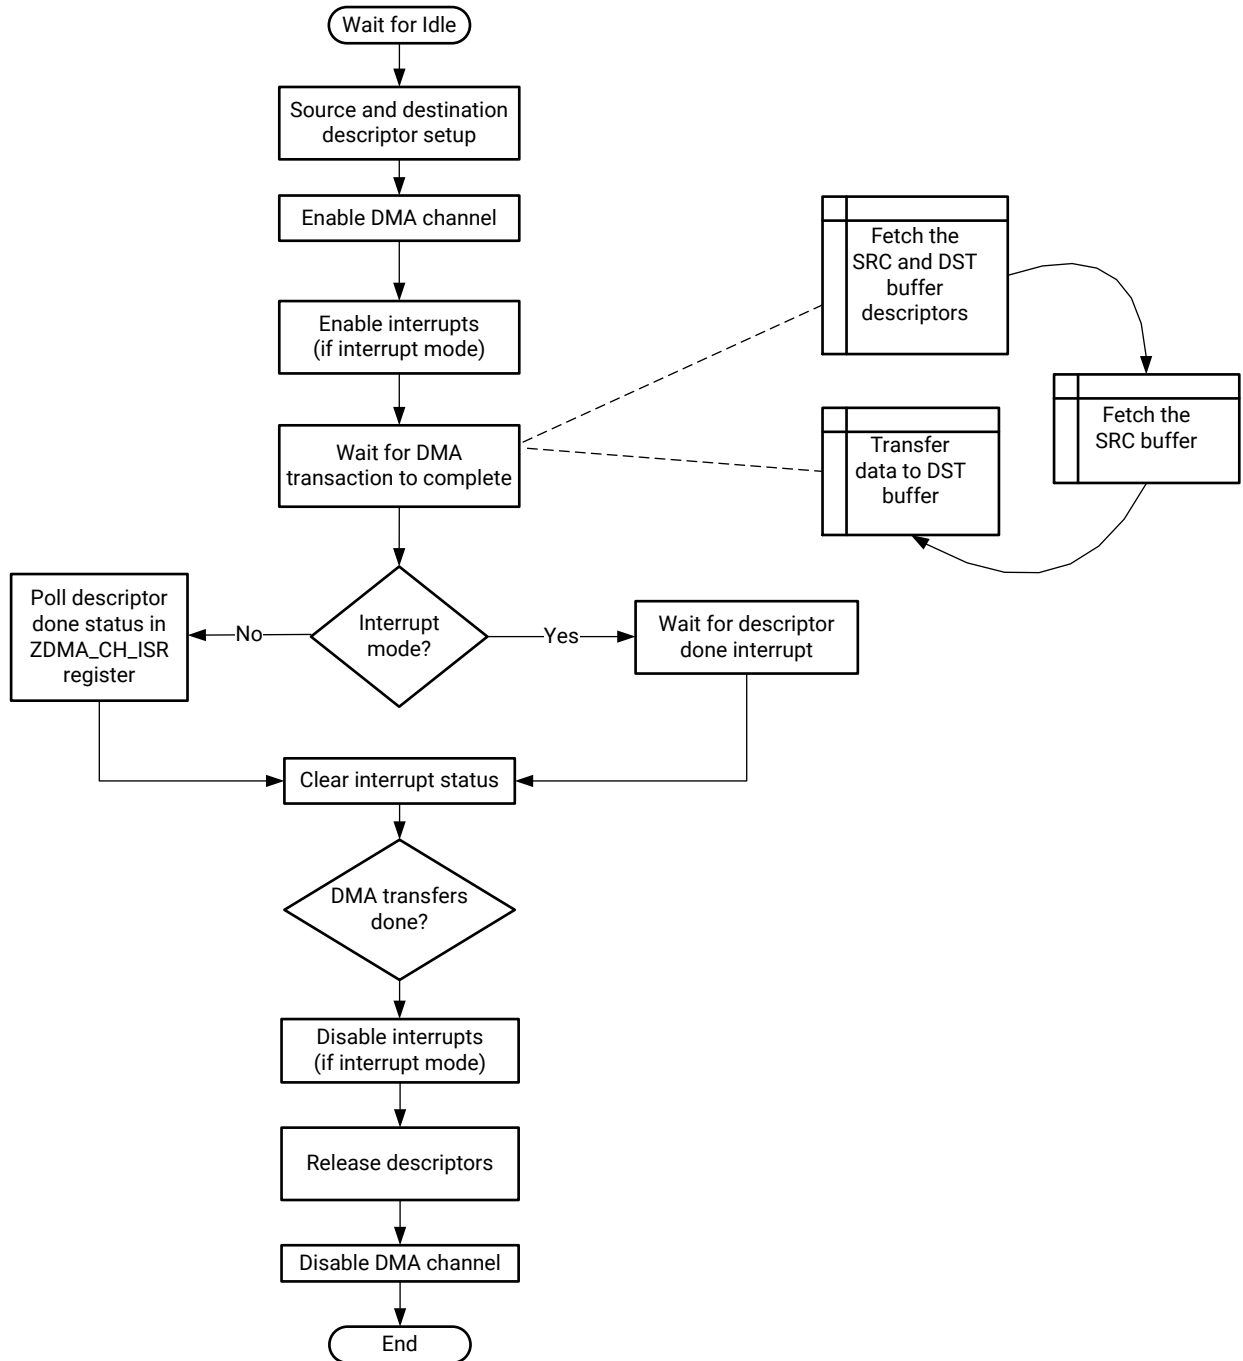 Wait for Idle
Source and destination
descriptor setup
Enable DMA channel
Fetch the
SRC and DST
buffer
descriptors
Enable interrupts
(if interrupt mode)
Fetch the
SRC buffer
Transfer
data to DST
buffer
Wait for DMA
transaction to complete
Poll descriptor
done status in
ZDMA_CH_ISR
register
No
Interrupt
mode?
Yes
Wait for descriptor
done interrupt
Clear interrupt status
DMA transfers
done?
Disable interrupts
(if interrupt mode)
Release descriptors
Disable DMA channel
End